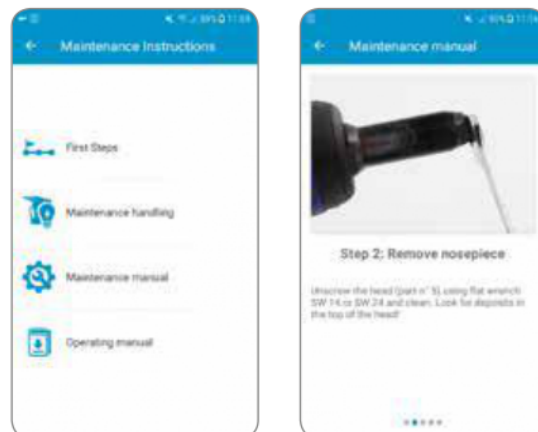 Maintenance Instructions
First Steps
Maintenance handling
Maintenance manual
Operating manual
Maintenance manual
Step 2: Remove nosepiece
Unscrew the head (part n° 5) using flat wrench
SW 14 or SW 24 and clean. Look for deposits in
the top of the head!